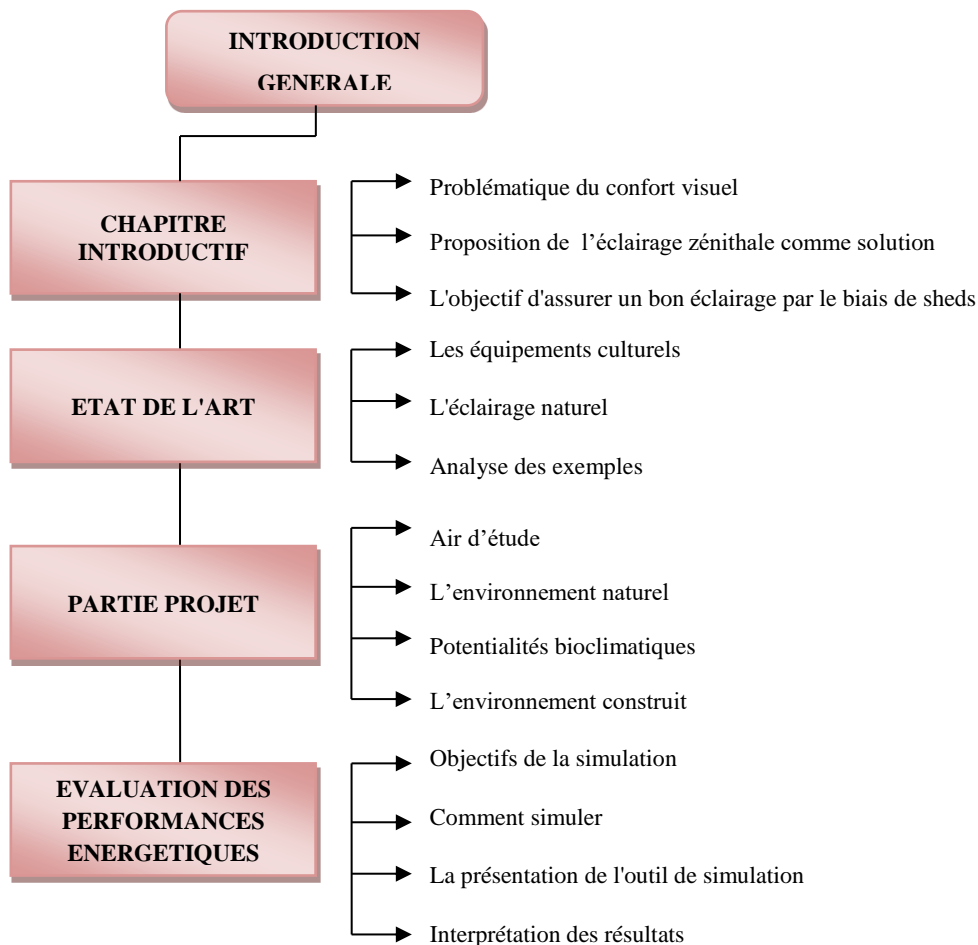 INTRODUCTION
GENERALE
CHAPITRE
INTRODUCTIF
Problématique du confort visuel
Proposition de l’éclairage zénithale comme solution
L'objectif d'assurer un bon éclairage par le biais de sheds
ETAT DE L'ART
Les équipements culturels
L'éclairage naturel
Analyse des exemples
PARTIE PROJET
Air d’étude
L’environnement naturel
Potentialités bioclimatiques
L’environnement construit
EVALUATION DES
PERFORMANCES
ENERGETIQUES
Objectifs de la simulation
Comment simuler
La présentation de l'outil de simulation
Interprétation des résultats